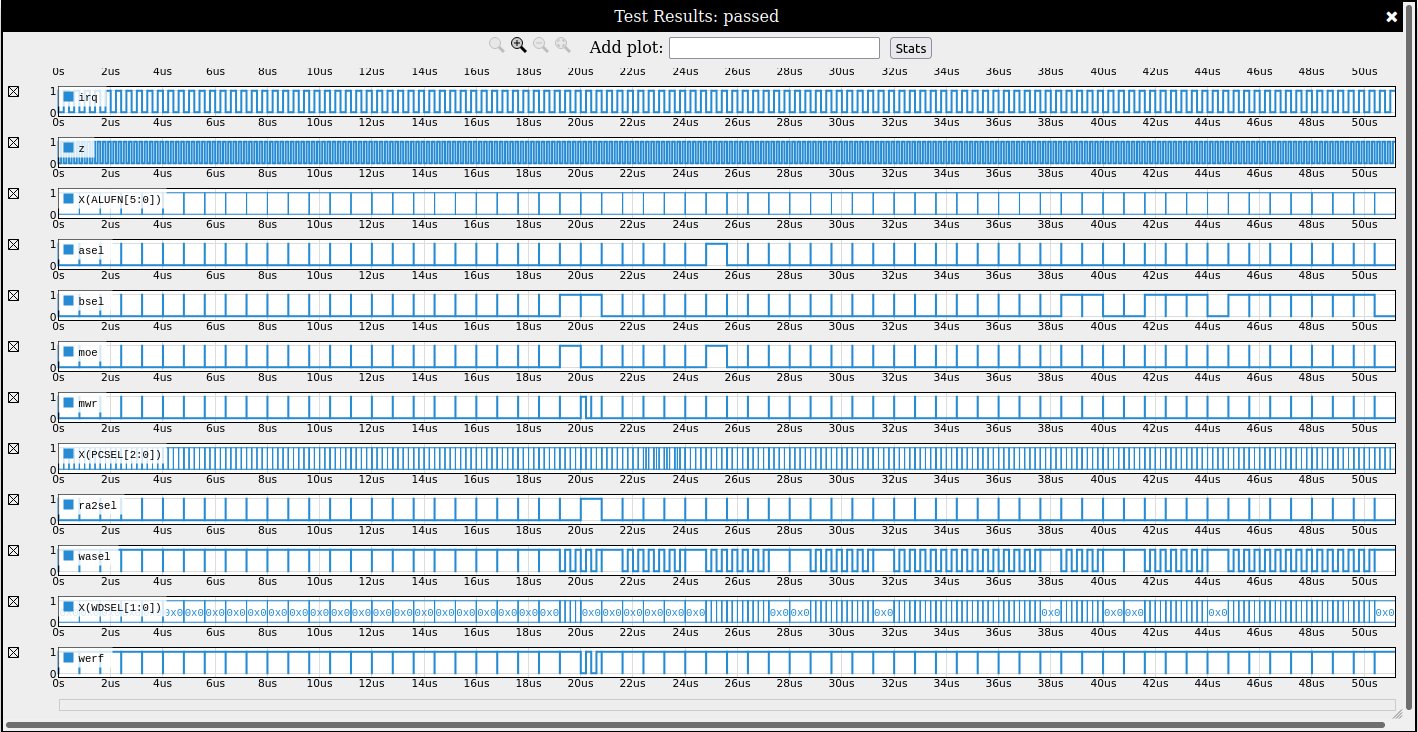 Test Results: passed
Add plot: Stats
0s 2us 4us 6us 8us 10us 12us 14us 16us 18us 20us 22us 24us 26us 28us 30us 32us 34us 36us 38us 40us 42us 44us 46us 48us 50us
1 irq
0
0s 2us 4us 6us 8us 10us 12us 14us 16us 18us 20us 22us 24us 26us 28us 30us 32us 34us 36us 38us 40us 42us 44us 46us 48us 50us
1 z
0
0s 2us 4us 6us 8us 10us 12us 14us 16us 18us 20us 22us 24us 26us 28us 30us 32us 34us 36us 38us 40us 42us 44us 46us 48us 50us
1 X(ALUFN[5:0])
0
0s 2us 4us 6us 8us 10us 12us 14us 16us 18us 20us 22us 24us 26us 28us 30us 32us 34us 36us 38us 40us 42us 44us 46us 48us 50us
1 asel
0
0s 2us 4us 6us 8us 10us 12us 14us 16us 18us 20us 22us 24us 26us 28us 30us 32us 34us 36us 38us 40us 42us 44us 46us 48us 50us
1 bsel
0
0s 2us 4us 6us 8us 10us 12us 14us 16us 18us 20us 22us 24us 26us 28us 30us 32us 34us 36us 38us 40us 42us 44us 46us 48us 50us
1 moe
0
0s 2us 4us 6us 8us 10us 12us 14us 16us 18us 20us 22us 24us 26us 28us 30us 32us 34us 36us 38us 40us 42us 44us 46us 48us 50us
1 mwr
0
0s 2us 4us 6us 8us 10us 12us 14us 16us 18us 20us 22us 24us 26us 28us 30us 32us 34us 36us 38us 40us 42us 44us 46us 48us 50us
1 X(PCSEL[2:0])
0
0s 2us 4us 6us 8us 10us 12us 14us 16us 18us 20us 22us 24us 26us 28us 30us 32us 34us 36us 38us 40us 42us 44us 46us 48us 50us
1 ra2sel
0
0s 2us 4us 6us 8us 10us 12us 14us 16us 18us 20us 22us 24us 26us 28us 30us 32us 34us 36us 38us 40us 42us 44us 46us 48us 50us
1 wasel
0
0s 2us 4us 6us 8us 10us 12us 14us 16us 18us 20us 22us 24us 26us 28us 30us 32us 34us 36us 38us 40us 42us 44us 46us 48us 50us
1 X(WDSEL[1:0]) 0x0 0x0 0x0 0x0 0x0 0x0 0x0 0x0 0x0 0x0 0x0 0x0 0x0 0x0 0x0 0x0 0x0 0x0 0x0 0x0 0x0 0x0 0x0 0x0 0x0 0x0 0x0 0x0 0x0 0x0 0x0 0x0
0
0s 2us 4us 6us 8us 10us 12us 14us 16us 18us 20us 22us 24us 26us 28us 30us 32us 34us 36us 38us 40us 42us 44us 46us 48us 50us
1 werf
0
0s 2us 4us 6us 8us 10us 12us 14us 16us 18us 20us 22us 24us 26us 28us 30us 32us 34us 36us 38us 40us 42us 44us 46us 48us 50us